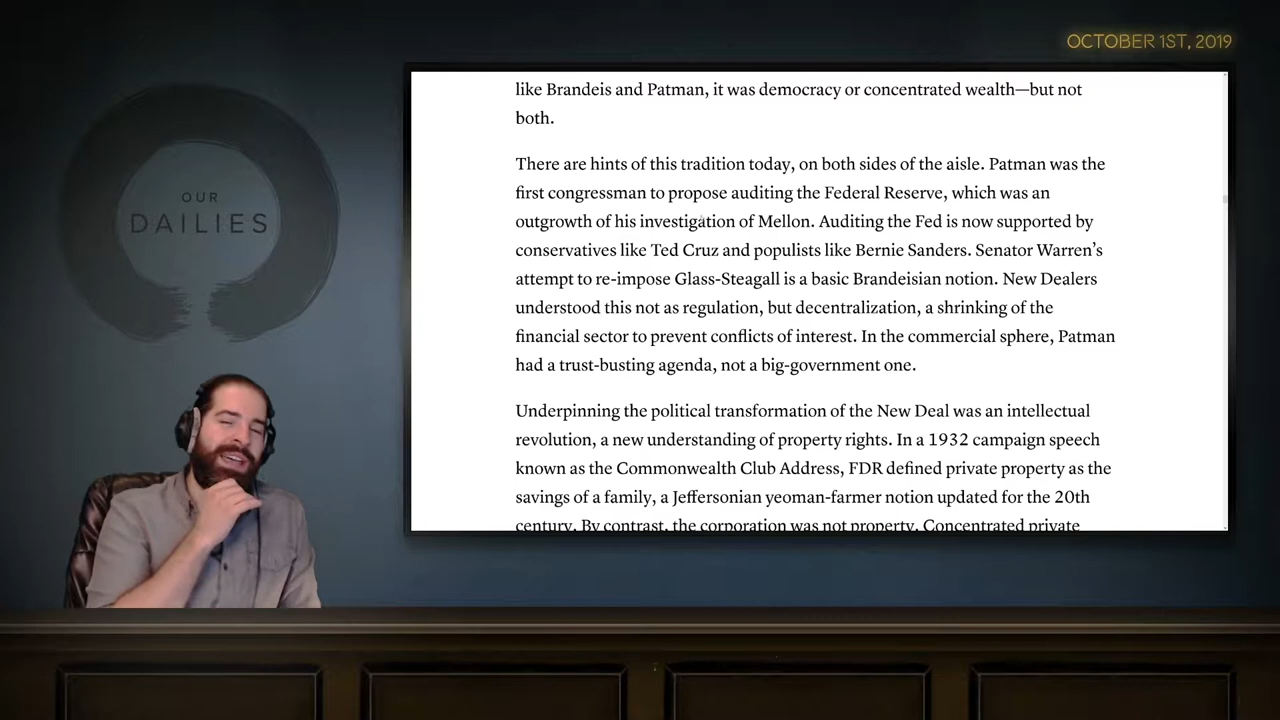 OCTOBER 1ST, 2019
OUR
DAILIES
like Brandeis and Patman, it was democracy or concentrated wealth—but not
both.
There are hints of this tradition today, on both sides of the aisle. Patman was the
first congressman to propose auditing the Federal Reserve, which was an
outgrowth of his investigation of Mellon. Auditing the Fed is now supported by
conservatives like Ted Cruz and populists like Bernie Sanders. Senator Warren’s
attempt to re-impose Glass-Steagall is a basic Brandeisian notion. New Dealers
understood this not as regulation, but decentralization, a shrinking of the
financial sector to prevent conflicts of interest. In the commercial sphere, Patman
had a trust-busting agenda, not a big-government one.
Underpinning the political transformation of the New Deal was an intellectual
revolution, a new understanding of property rights. In a 1932 campaign speech
known as the Commonwealth Club Address, FDR defined private property as the
savings of a family, a Jeffersonian yeoman-farmer notion updated for the 20th
century. By contrast, the corporation was not property. Concentrated private